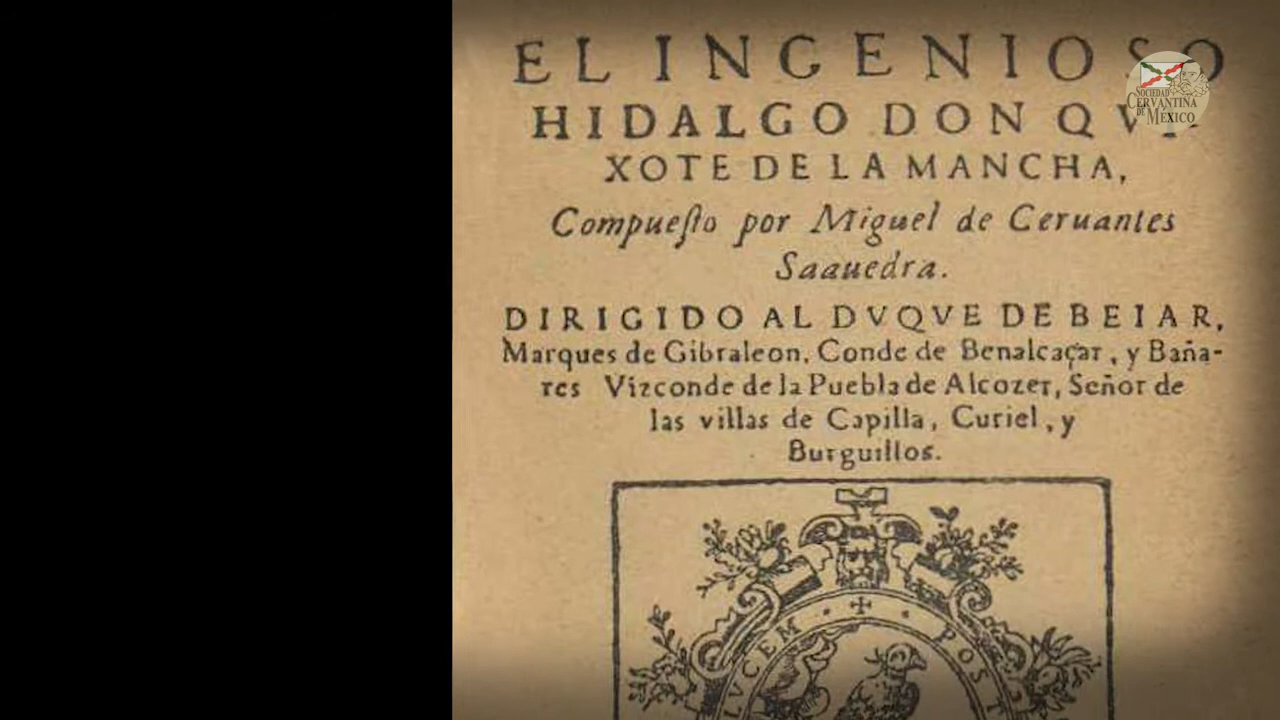 EL INGENIOSO
HIDALGO DON QVI-
XOTE DE LA MANCHA,
Compueſto por Miguel de Ceruantes
Saauedra.
DIRIGIDO AL DVQVE DE BEIAR,
Marques de Gibraleon, Conde de Benalcaçar, y Baña-
res Vizconde de la Puebla de Alcozer, Señor de
las villas de Capilla, Curiel, y
Burguillos.
LVCEM
POST
SOCIEDAD
CERVANTINA
DE MÉXICO